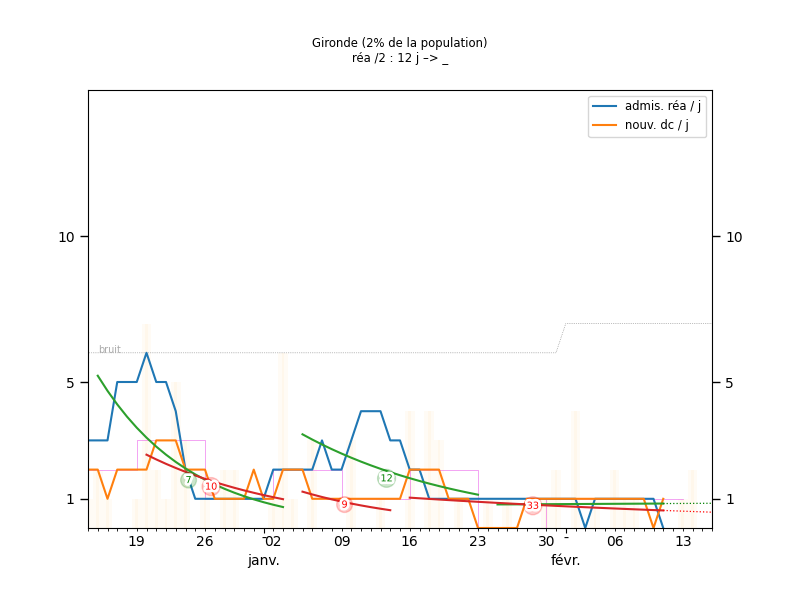 Gironde (2% de la population)
réa /2 : 12 j –> _
admis. réa / j
nouv. dc / j
10 10
bruit
5 5
7 10 12
9 33
1 1
19 26 02 09 16 23 30 06 13
janv. févr.